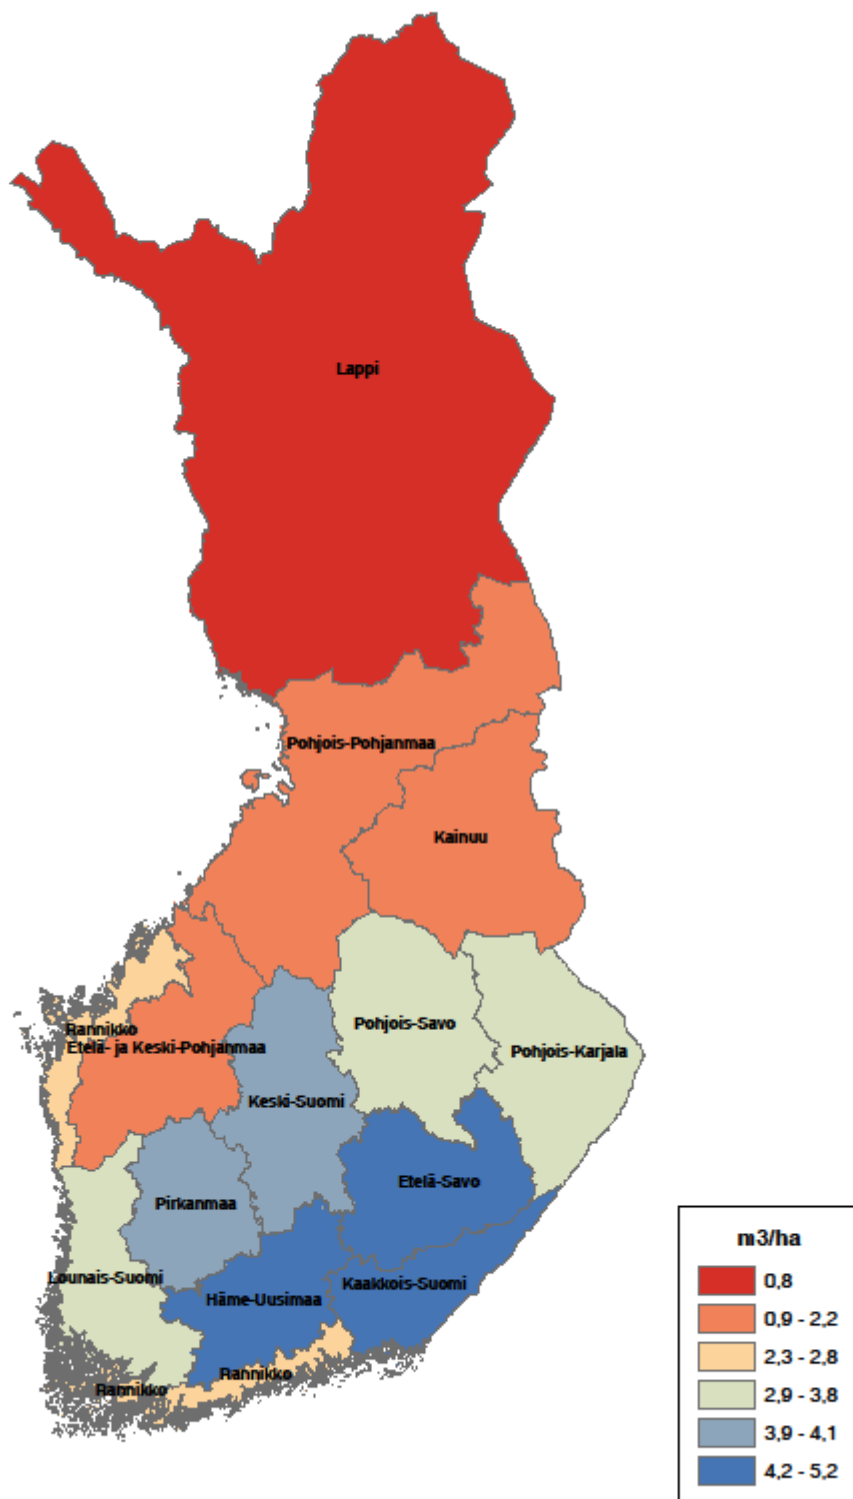 Lappi
Pohjois-Pohjanmaa
Kainuu
Pohjois-Savo
Rannikko
Etelä- ja Keski-Pohjanmaa
Pohjois-Karjala
Keski-Suomi
Etelä-Savo
Pirkanmaa
Lounais-Suomi
Kaakkois-Suomi
Häme-Uusimaa
Rannikko
Rannikko
m3/ha
0,8
0,9 - 2,2
2,3 - 2,8
2,9 - 3,8
3,9 - 4,1
4,2 - 5,2